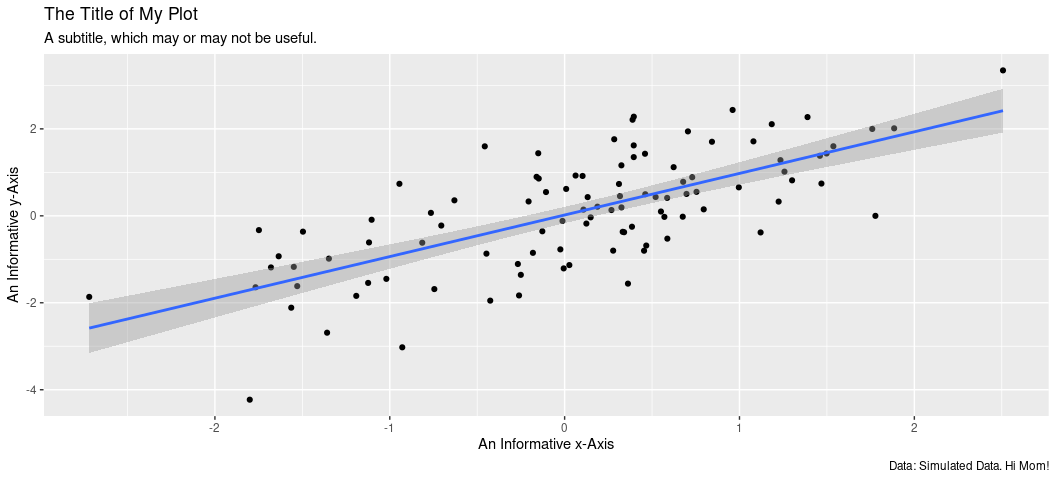 The Title of My Plot
A subtitle, which may or may not be useful.
An Informative y-Axis
2
0
-2
-4
-2
-1
0
1
2
An Informative x-Axis
Data: Simulated Data. Hi Mom!